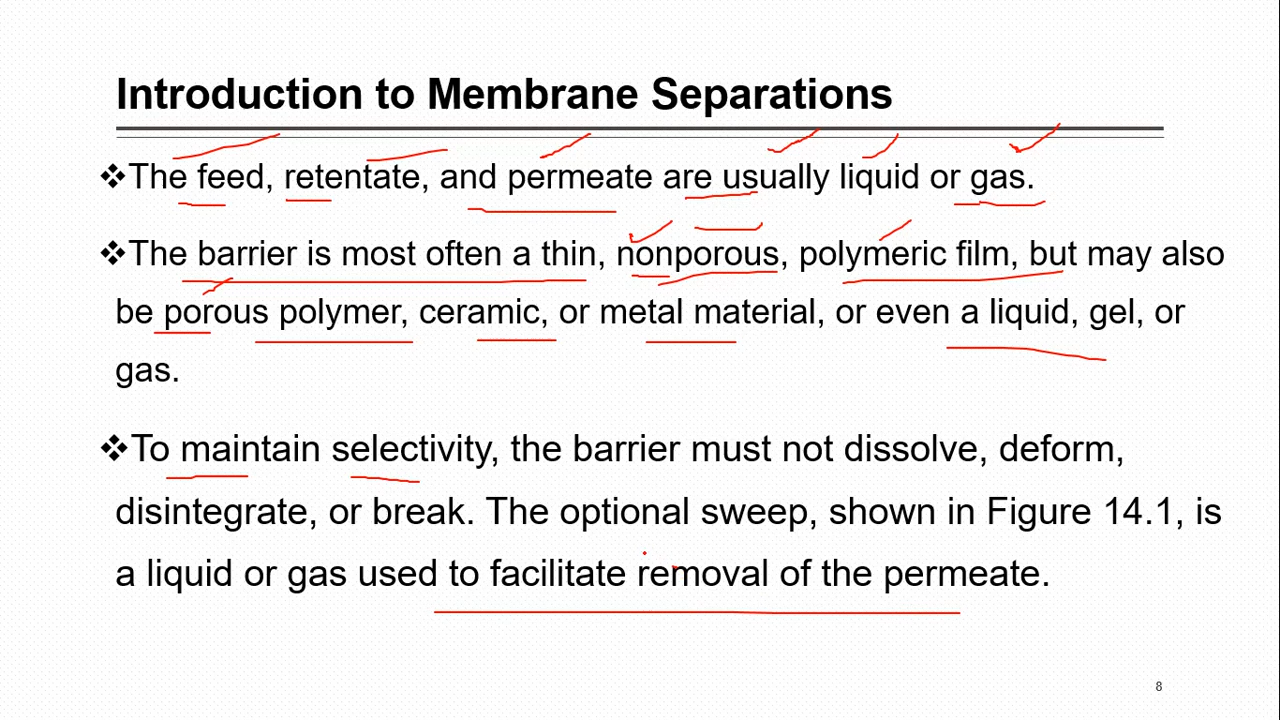 Introduction to Membrane Separations
❖The feed, retentate, and permeate are usually liquid or gas.
❖The barrier is most often a thin, nonporous, polymeric film, but may also
be porous polymer, ceramic, or metal material, or even a liquid, gel, or
gas.
❖To maintain selectivity, the barrier must not dissolve, deform,
disintegrate, or break. The optional sweep, shown in Figure 14.1, is
a liquid or gas used to facilitate removal of the permeate.
8